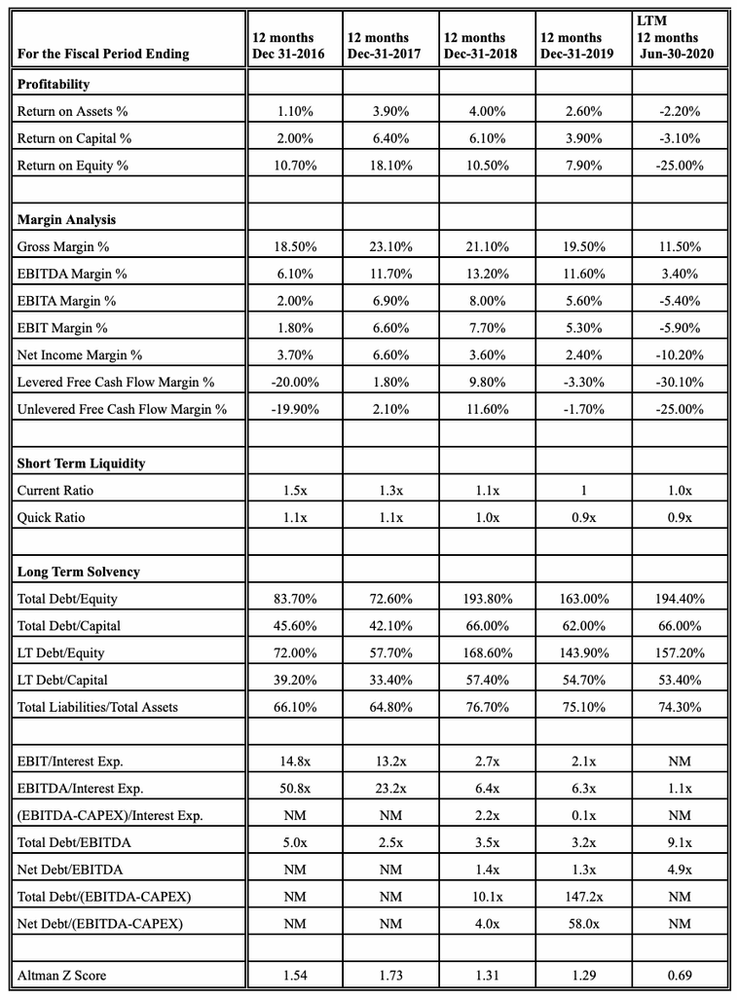 For the Fiscal Period Ending 12 months Dec 31-2016 12 months Dec-31-2017 12 months Dec-31-2018 12 months Dec-31-2019 LTM 12 months Jun-30-2020
Profitability
Return on Assets % 1.10% 3.90% 4.00% 2.60% -2.20%
Return on Capital % 2.00% 6.40% 6.10% 3.90% -3.10%
Return on Equity % 10.70% 18.10% 10.50% 7.90% -25.00%
Margin Analysis
Gross Margin % 18.50% 23.10% 21.10% 19.50% 11.50%
EBITDA Margin % 6.10% 11.70% 13.20% 11.60% 3.40%
EBITA Margin % 2.00% 6.90% 8.00% 5.60% -5.40%
EBIT Margin % 1.80% 6.60% 7.70% 5.30% -5.90%
Net Income Margin % 3.70% 6.60% 3.60% 2.40% -10.20%
Levered Free Cash Flow Margin % -20.00% 1.80% 9.80% -3.30% -30.10%
Unlevered Free Cash Flow Margin % -19.90% 2.10% 11.60% -1.70% -25.00%
Short Term Liquidity
Current Ratio 1.5x 1.3x 1.1x 1 1.0x
Quick Ratio 1.1x 1.1x 1.0x 0.9x 0.9x
Long Term Solvency
Total Debt/Equity 83.70% 72.60% 193.80% 163.00% 194.40%
Total Debt/Capital 45.60% 42.10% 66.00% 62.00% 66.00%
LT Debt/Equity 72.00% 57.70% 168.60% 143.90% 157.20%
LT Debt/Capital 39.20% 33.40% 57.40% 54.70% 53.40%
Total Liabilities/Total Assets 66.10% 64.80% 76.70% 75.10% 74.30%
EBIT/Interest Exp. 14.8x 13.2x 2.7x 2.1x NM
EBITDA/Interest Exp. 50.8x 23.2x 6.4x 6.3x 1.1x
(EBITDA-CAPEX)/Interest Exp. NM NM 2.2x 0.1x NM
Total Debt/EBITDA 5.0x 2.5x 3.5x 3.2x 9.1x
Net Debt/EBITDA NM NM 1.4x 1.3x 4.9x
Total Debt/(EBITDA-CAPEX) NM NM 10.1x 147.2x NM
Net Debt/(EBITDA-CAPEX) NM NM 4.0x 58.0x NM
Altman Z Score 1.54 1.73 1.31 1.29 0.69